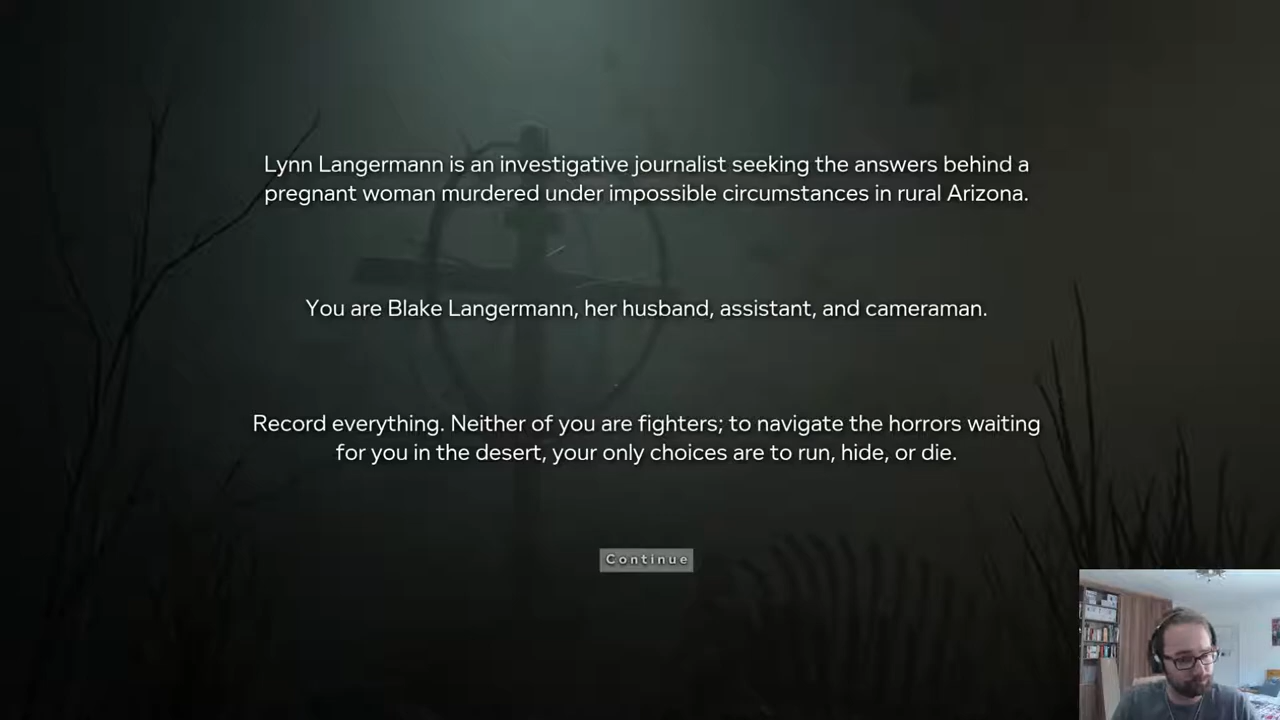 Lynn Langermann is an investigative journalist seeking the answers behind a
pregnant woman murdered under impossible circumstances in rural Arizona.
You are Blake Langermann, her husband, assistant, and cameraman.
Record everything. Neither of you are fighters; to navigate the horrors waiting
for you in the desert, your only choices are to run, hide, or die.
Continue